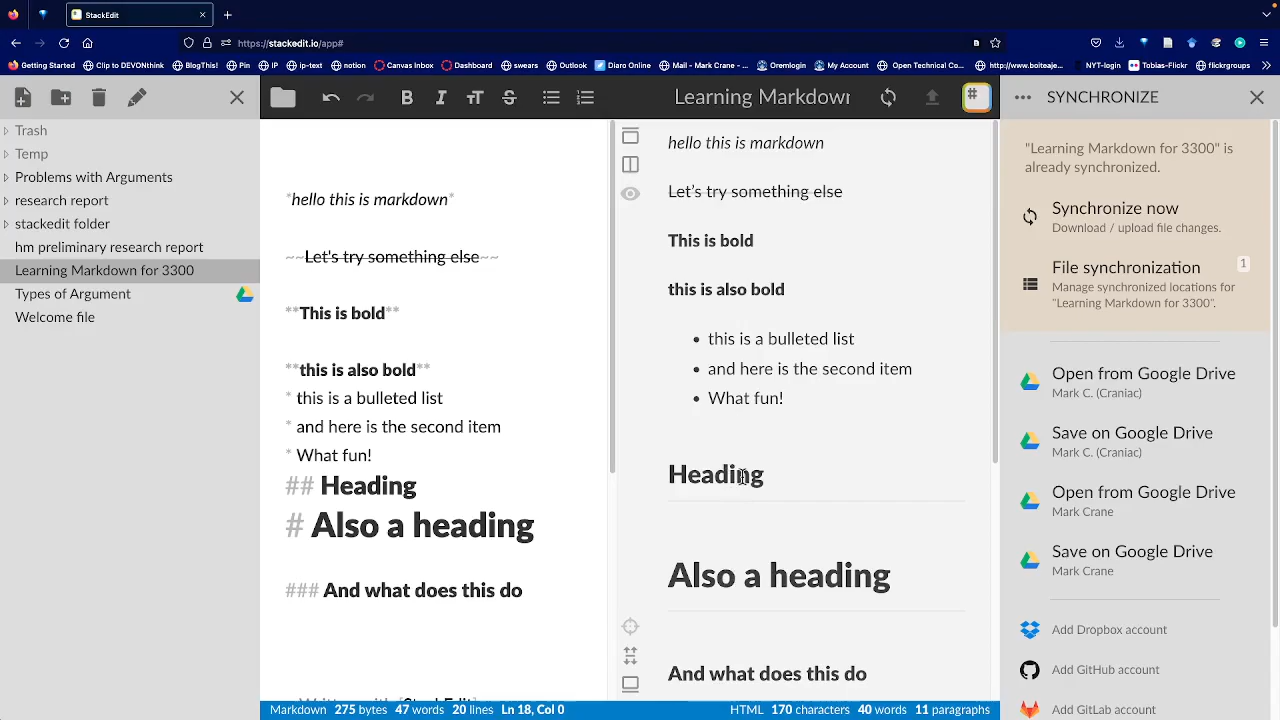 StackEdit
https://stackedit.io/app#
Getting Started
Clip to DEVONthink
BlogThis!
Pin
IP
ip-text
notion
Canvas Inbox
Dashboard
swears
Outlook
Diaro Online
Mail - Mark Crane - O...
Oremlogin
My Account
Open Technical Co...
http://www.boiteaje...
NYT-login
Tobias-Flickr
flickrgroups
Learning Markdown
SYNCHRONIZE
Trash
Temp
Problems with Arguments
research report
stackedit folder
hm preliminary research report
Learning Markdown for 3300
Types of Argument
Welcome file
*hello this is markdown*
~~Let's try something else~~
**This is bold**
**this is also bold**
* this is a bulleted list
* and here is the second item
* What fun!
## Heading
# Also a heading
### And what does this do
hello this is markdown
Let's try something else
This is bold
this is also bold
• this is a bulleted list
• and here is the second item
• What fun!
Heading
Also a heading
And what does this do
"Learning Markdown for 3300" is
already synchronized.
Synchronize now
Download / upload file changes.
File synchronization 1
Manage synchronized locations for
"Learning Markdown for 3300".
Open from Google Drive
Mark C. (Craniac)
Save on Google Drive
Mark C. (Craniac)
Open from Google Drive
Mark Crane
Save on Google Drive
Mark Crane
Add Dropbox account
Add GitHub account
Add GitLab account
Markdown 275 bytes 47 words 20 lines Ln 18, Col 0
HTML 170 characters 40 words 11 paragraphs